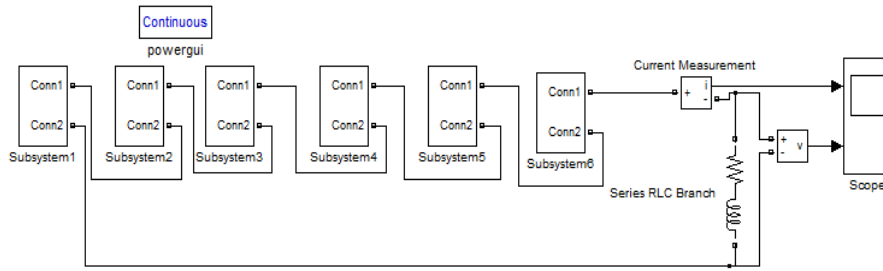 Continuous
powergui
Current Measurement
Conn1 Conn1 Conn1 Conn1 Conn1 Conn1 + i -
Conn2 Conn2 Conn2 Conn2 Conn2 Conn2 + - v
Subsystem1 Subsystem2 Subsystem3 Subsystem4 Subsystem5 Subsystem6
Scope
Series RLC Branch